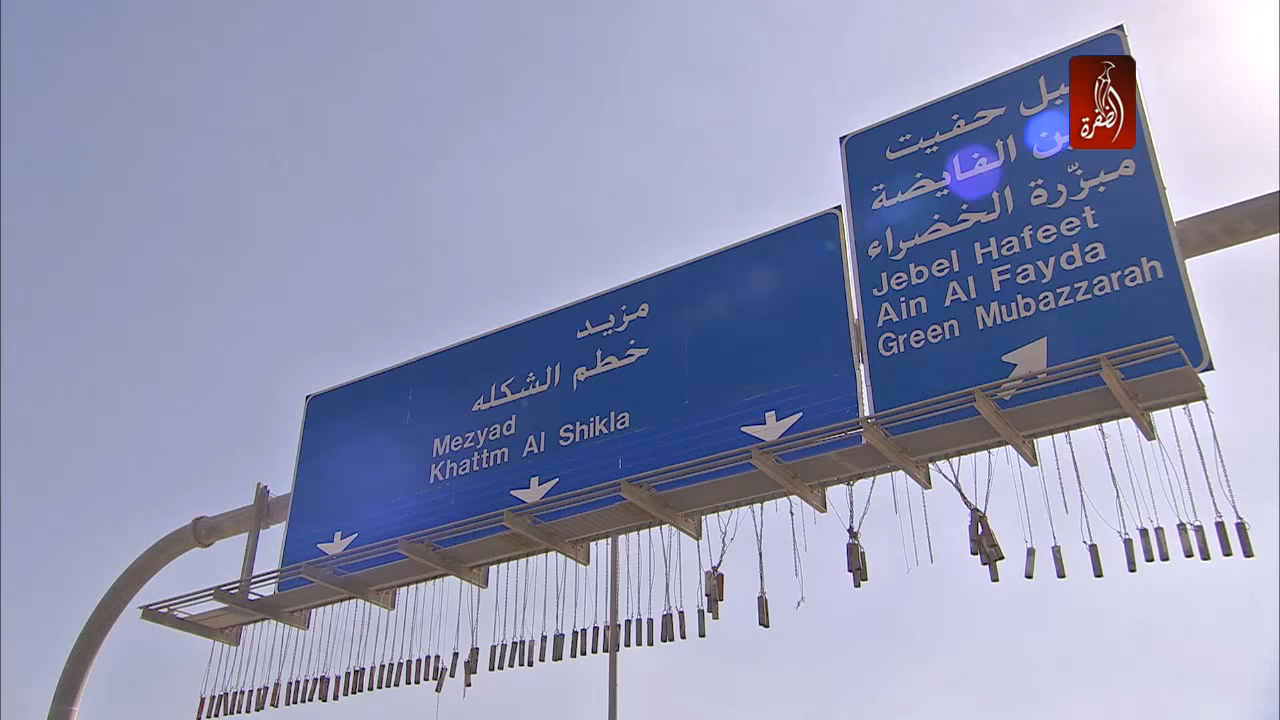 مزيد
خطم الشكله
Mezyad
Khattm Al Shikla
حفيت
الفايضة
مبزّرة الخضراء
Jebel Hafeet
Ain Al Fayda
Green Mubazzarah
الظفرة